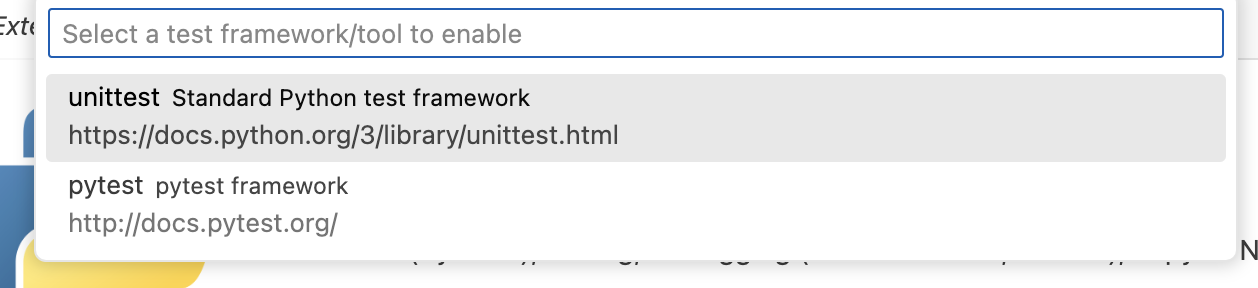 Select a test framework/tool to enable
unittest Standard Python test framework
https://docs.python.org/3/library/unittest.html
pytest pytest framework
http://docs.pytest.org/